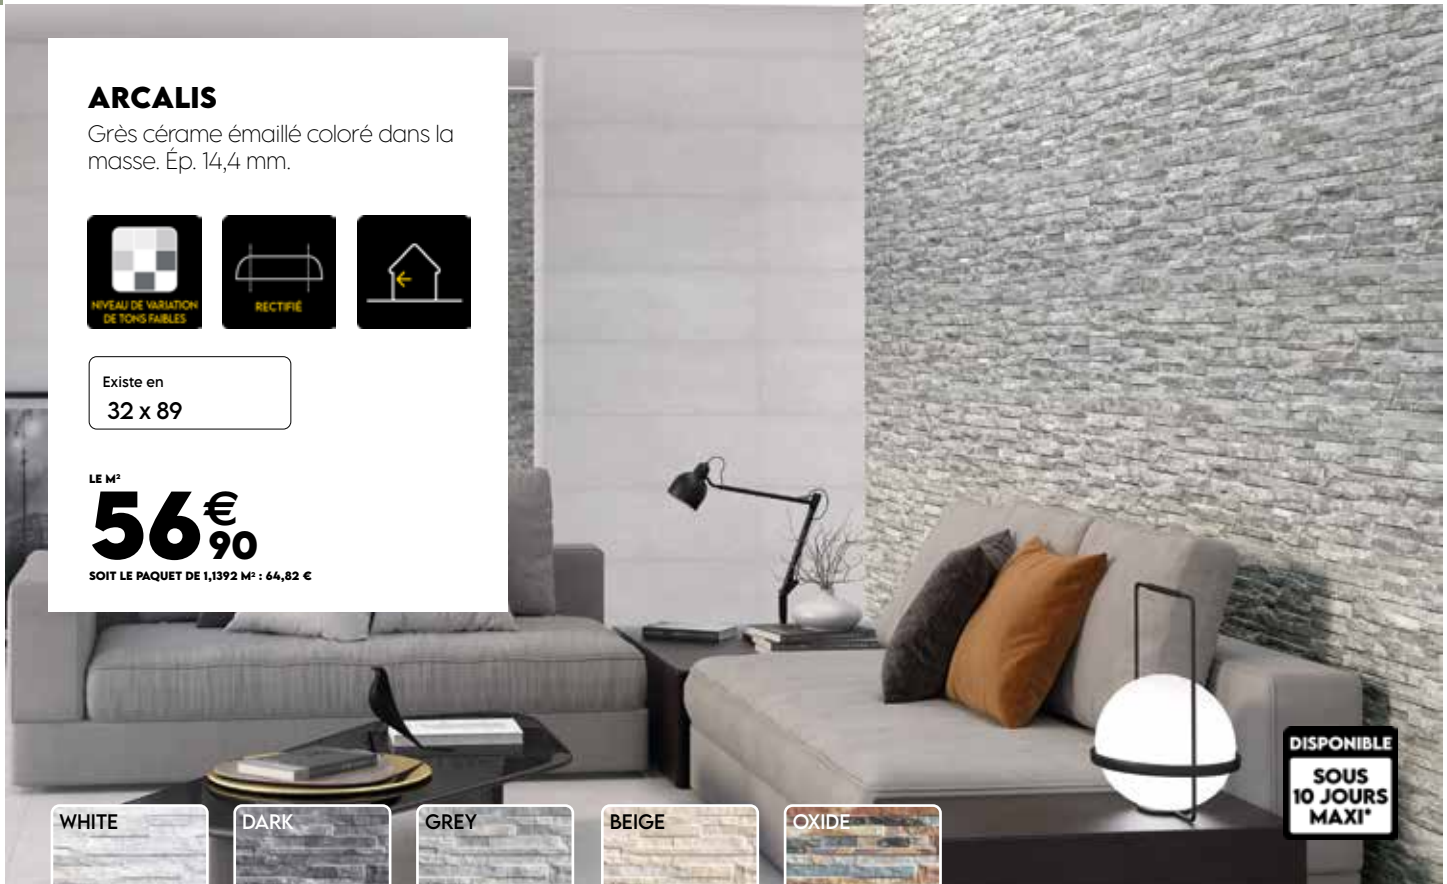 ARCALIS
Grès cérame émaillé coloré dans la
masse. Ép. 14,4 mm.
NIVEAU DE VARIATION
DE TONS FAIBLES
RECTIFIÉ
Existe en
32 x 89
LE M²
56€90
SOIT LE PAQUET DE 1,1392 M² : 64,82 €
DISPONIBLE
SOUS
10 JOURS
MAXI*
WHITE
DARK
GREY
BEIGE
OXIDE